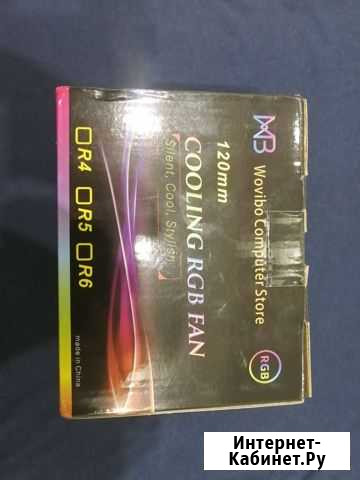 WB
Wovibo Computer Store
120mm
COOLING RGB FAN
Silent, Cool, Stylish
R4 R5 R6
RGB
made in China
Интернет-
Кабинет.Ру